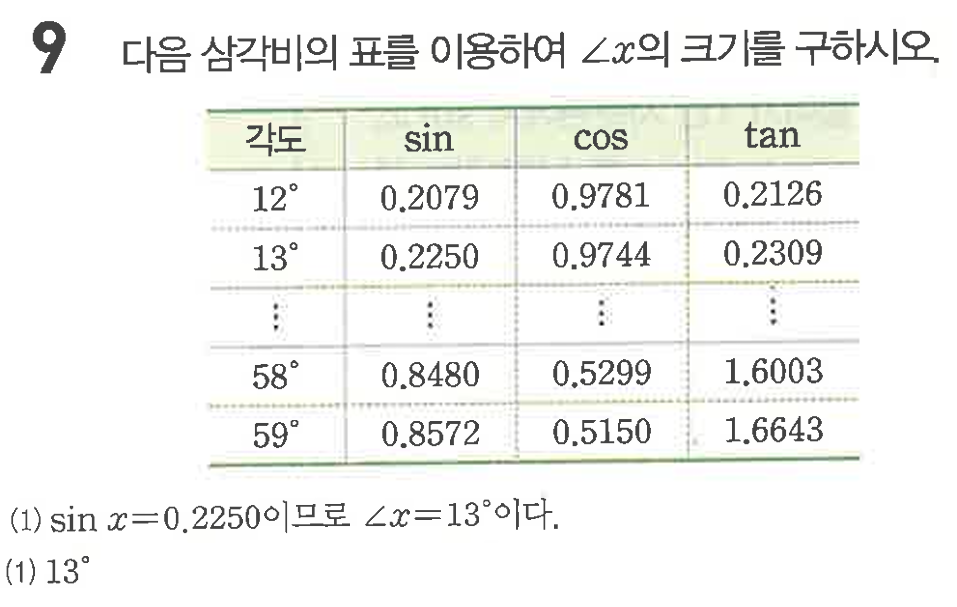 9 다음 삼각비의 표를 이용하여 ∠x의 크기를 구하시오.
각도 sin cos tan
12° 0.2079 0.9781 0.2126
13° 0.2250 0.9744 0.2309
⋮ ⋮ ⋮ ⋮
58° 0.8480 0.5299 1.6003
59° 0.8572 0.5150 1.6643
(1) sin x=0.2250이므로 ∠x=13°이다.
(1) 13°